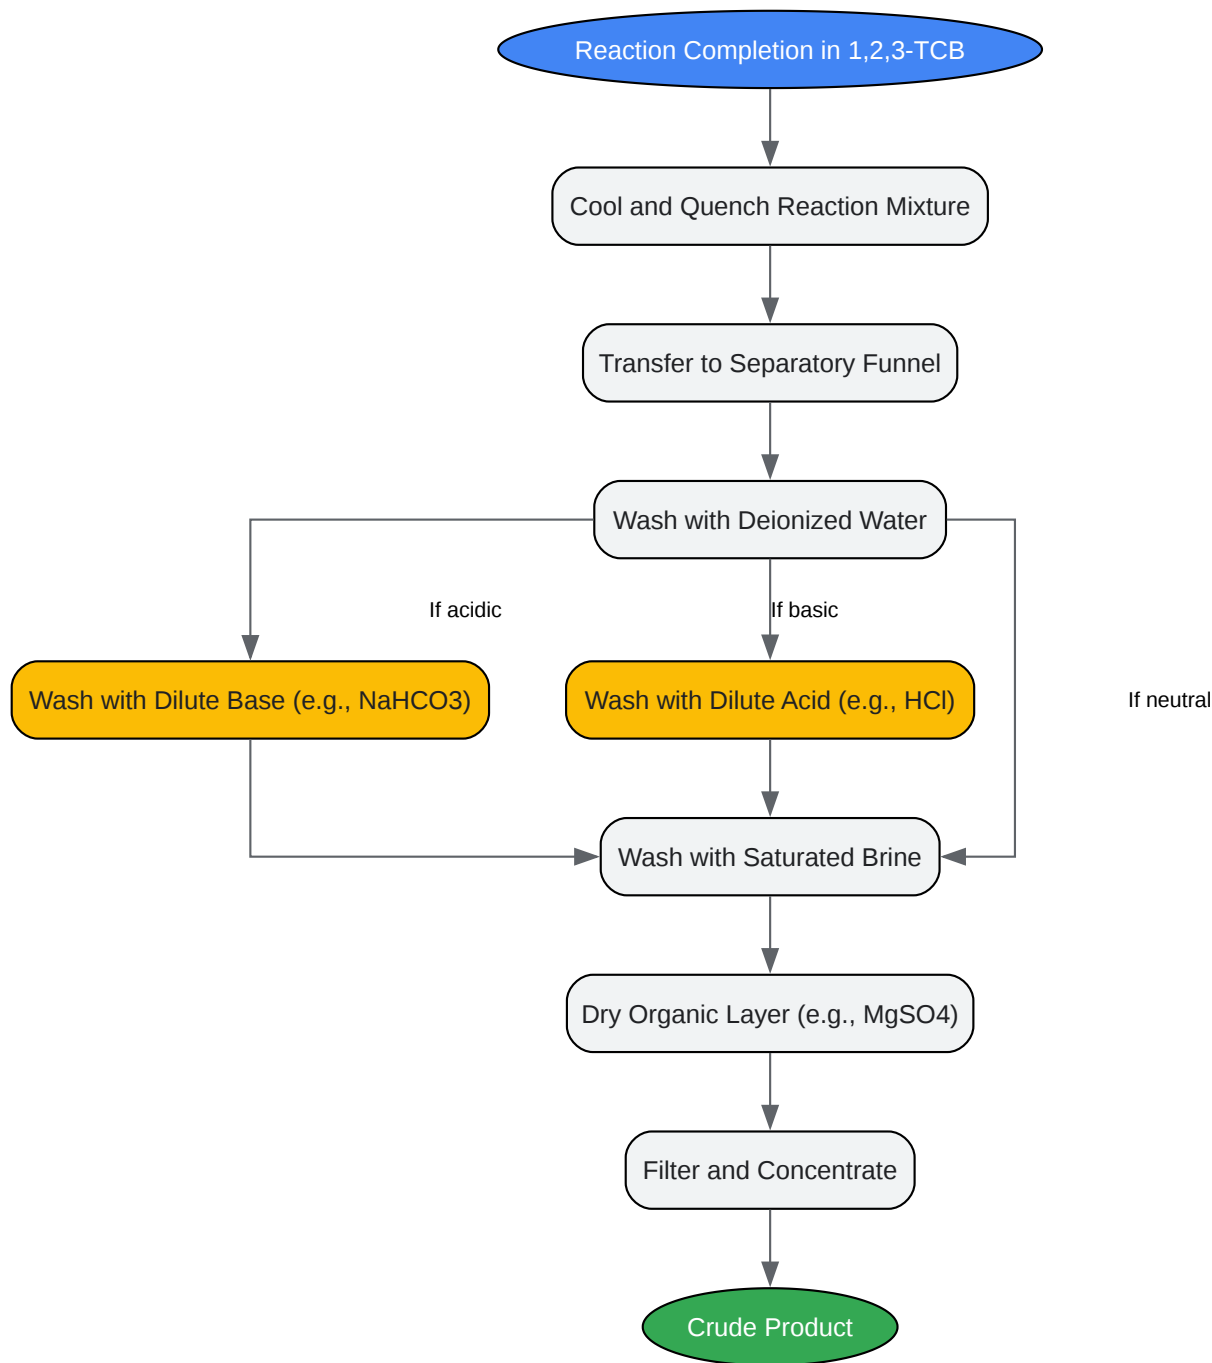 Reaction Completion in 1,2,3-TCB
Cool and Quench Reaction Mixture
Transfer to Separatory Funnel
Wash with Deionized Water
If acidic
If basic
Wash with Dilute Base (e.g., NaHCO3)
Wash with Dilute Acid (e.g., HCl)
If neutral
Wash with Saturated Brine
Dry Organic Layer (e.g., MgSO4)
Filter and Concentrate
Crude Product